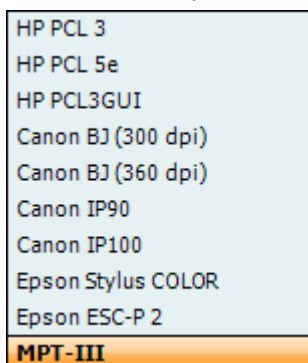 HP PCL 3
HP PCL 5e
HP PCL3GUI
Canon BJ (300 dpi)
Canon BJ (360 dpi)
Canon IP90
Canon IP100
Epson Stylus COLOR
Epson ESC-P 2
MPT-III